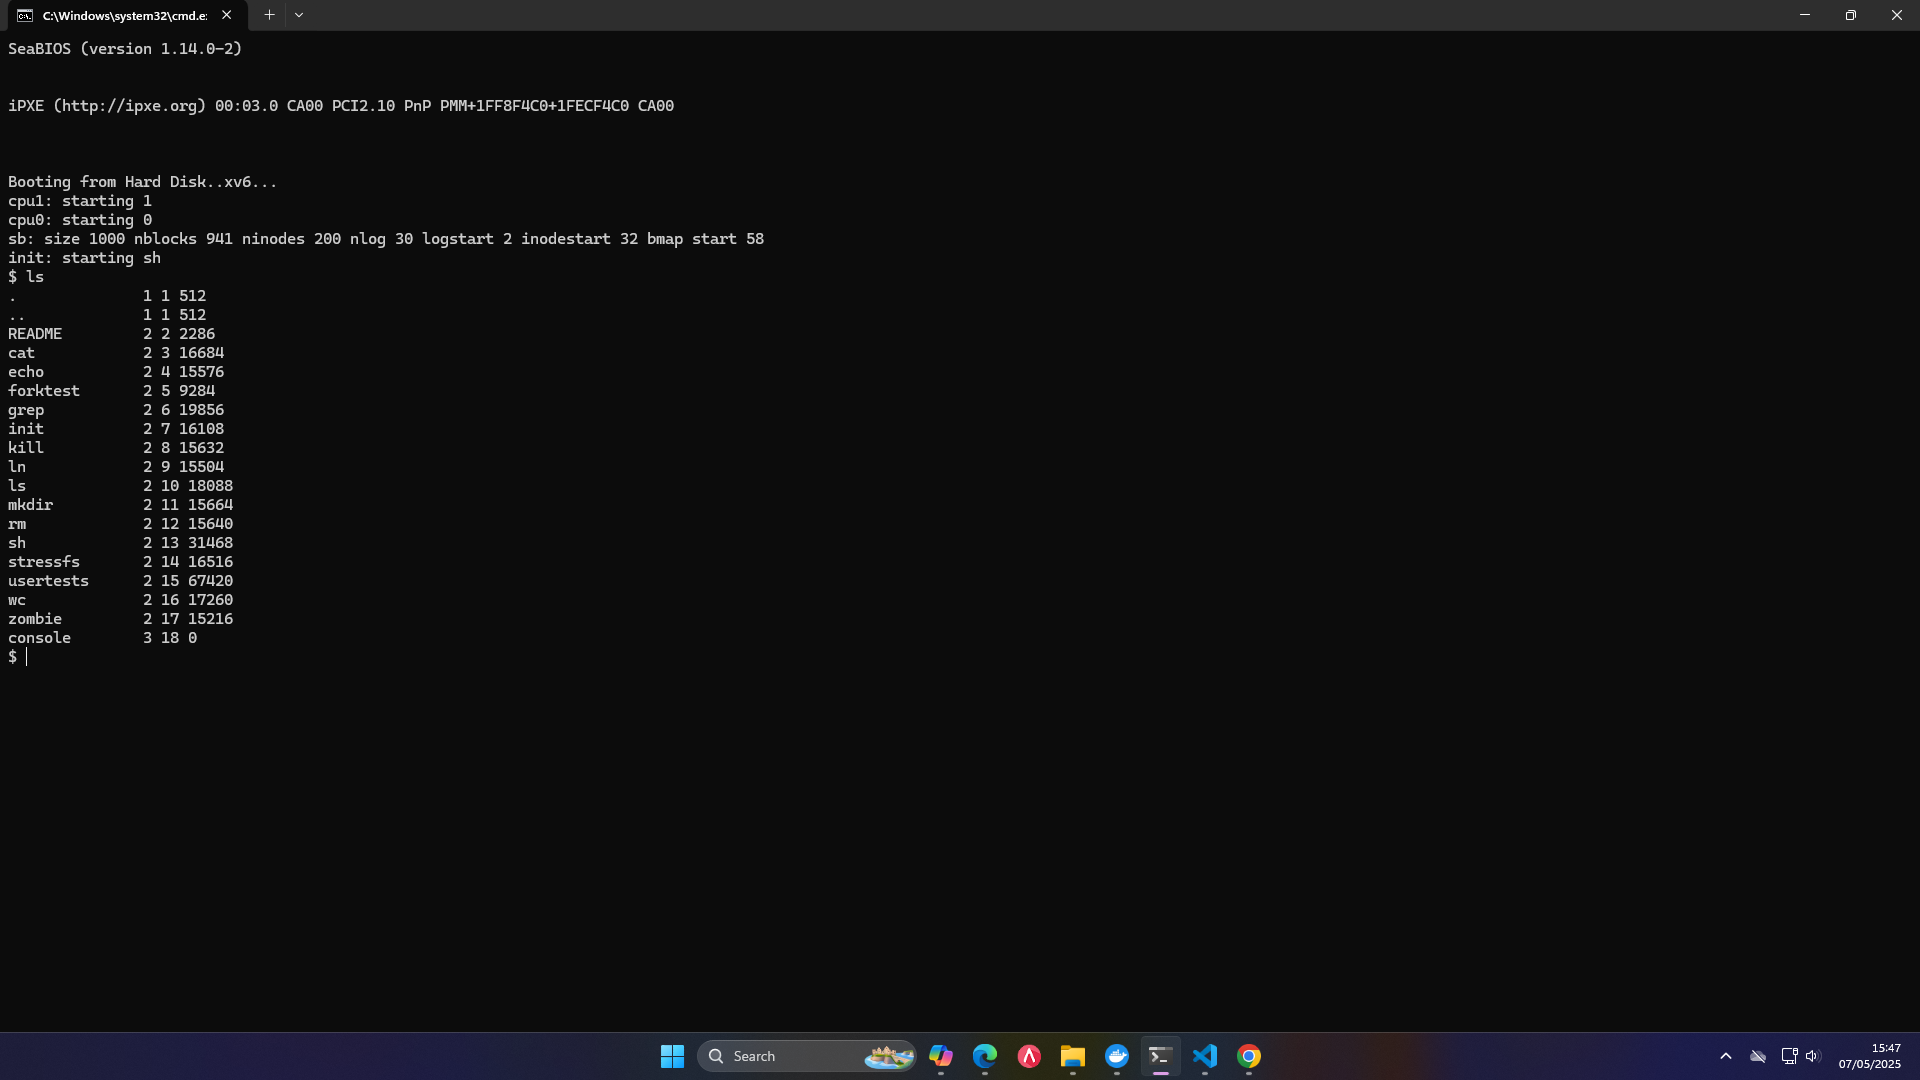 C:\Windows\system32\cmd.e
SeaBIOS (version 1.14.0-2)
iPXE (http://ipxe.org) 00:03.0 CA00 PCI2.10 PnP PMM+1FF8F4C0+1FECF4C0 CA00
Booting from Hard Disk..xv6...
cpu1: starting 1
cpu0: starting 0
sb: size 1000 nblocks 941 ninodes 200 nlog 30 logstart 2 inodestart 32 bmap start 58
init: starting sh
$ ls
.              1 1 512
..             1 1 512
README         2 2 2286
cat            2 3 16684
echo           2 4 15576
forktest       2 5 9284
grep           2 6 19856
init           2 7 16108
kill           2 8 15632
ln             2 9 15504
ls             2 10 18088
mkdir          2 11 15664
rm             2 12 15640
sh             2 13 31468
stressfs       2 14 16516
usertests      2 15 67420
wc             2 16 17260
zombie         2 17 15216
console        3 18 0
$
Search
15:47
07/05/2025